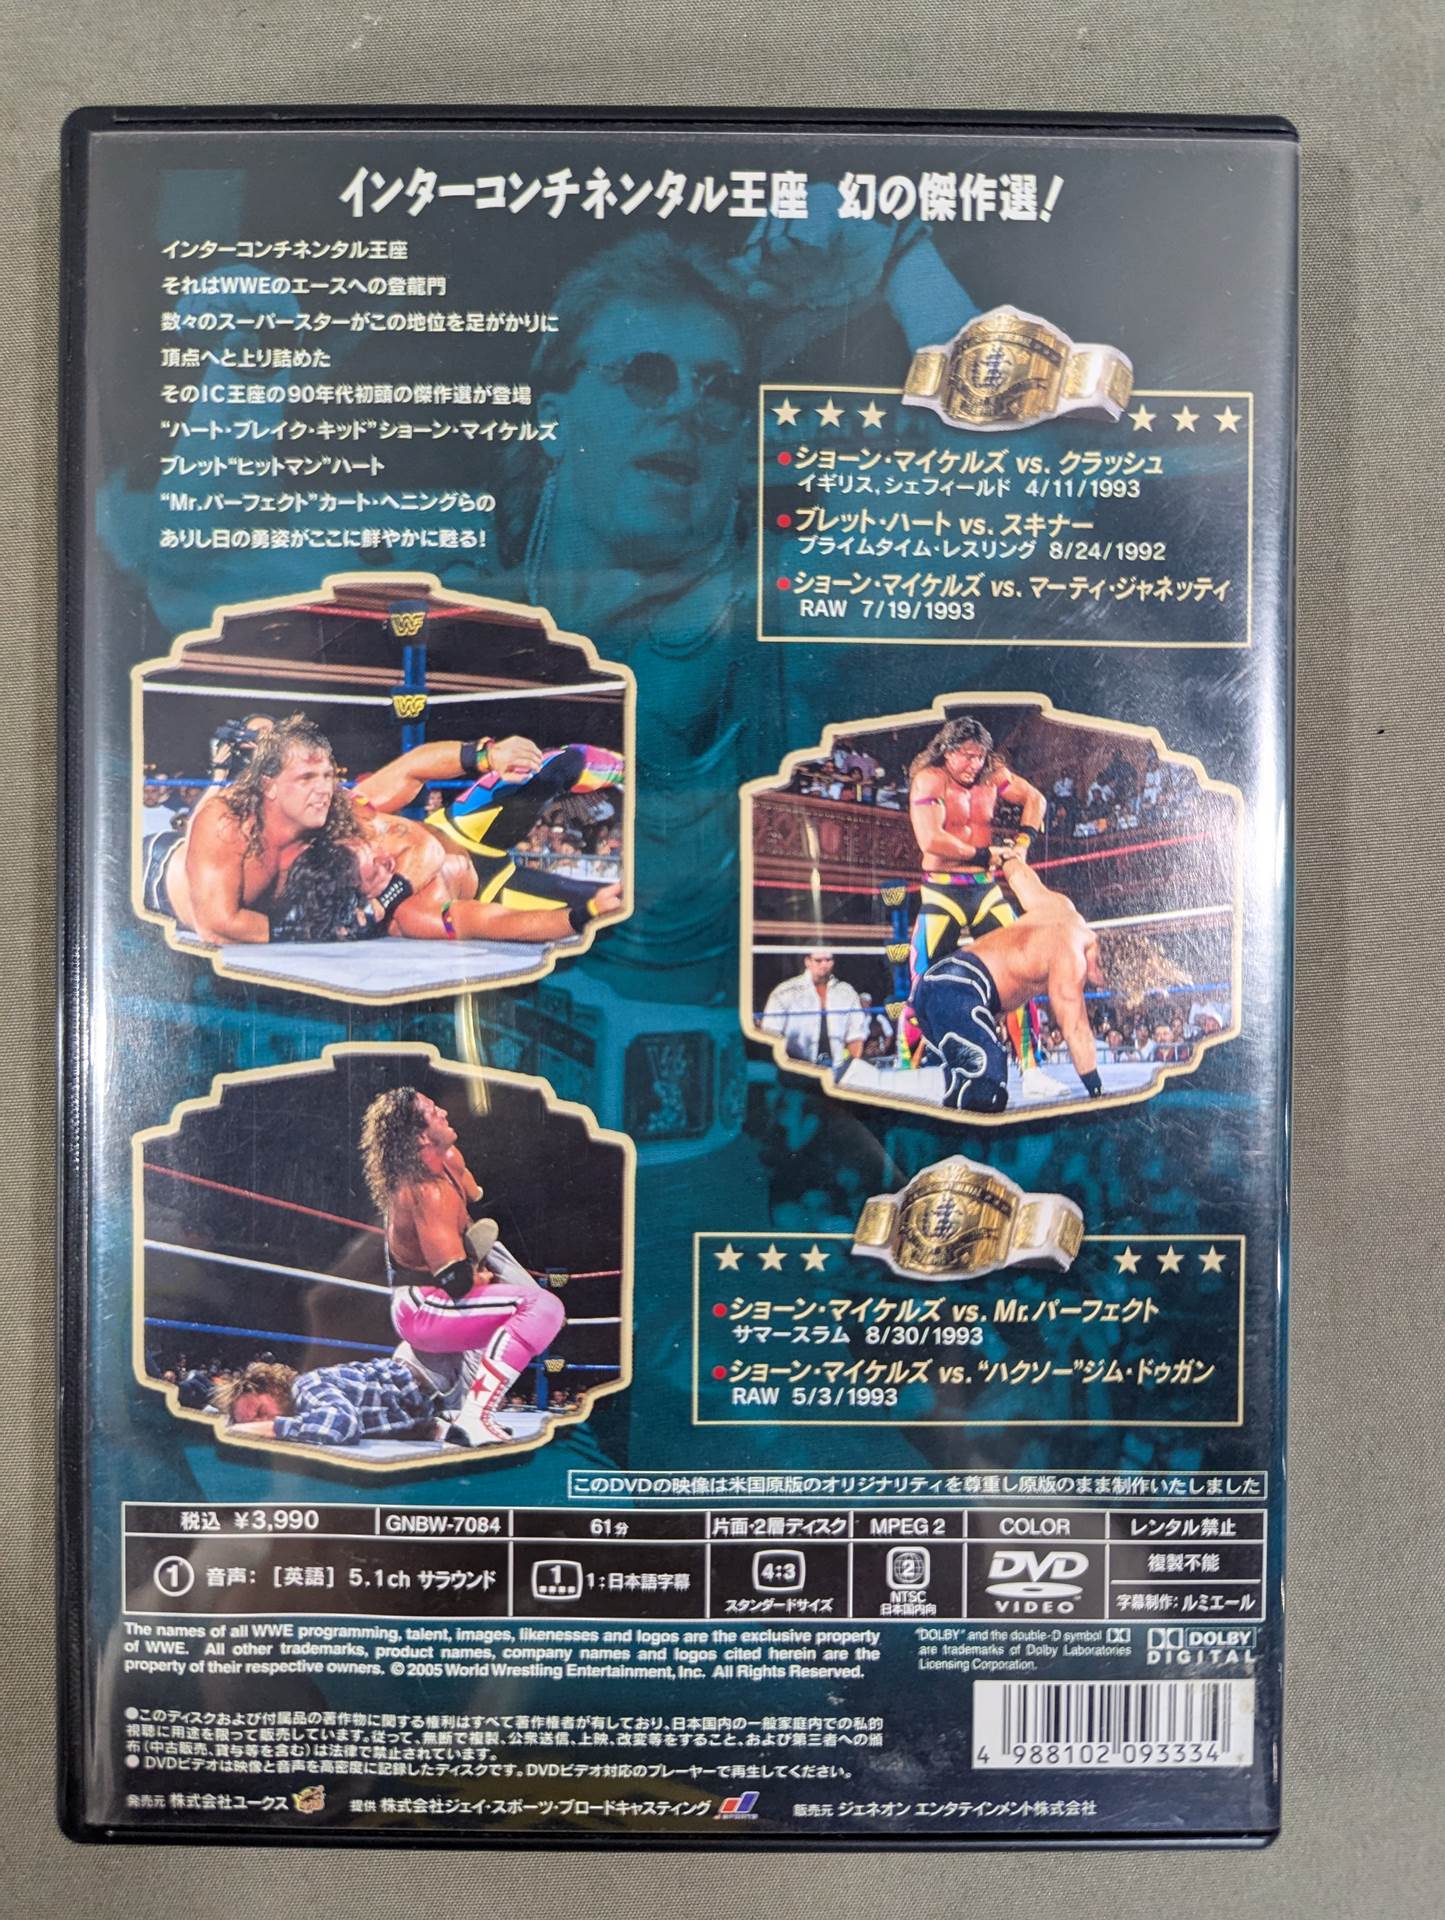 インターコンチネンタル王座 幻の傑作選!
インターコンチネンタル王座
それはWWEのエースへの登龍門
数々のスーパースターがこの地位を足がかりに
頂点へと上り詰めた
そのIC王座の90年代初頭の傑作選が登場
“ハート・ブレイク・キッド”ショーン・マイケルズ
ブレット“ヒットマン”ハート
“Mr.パーフェクト”カート・ヘニングらの
ありし日の勇姿がここに鮮やかに甦る!
●ショーン・マイケルズ vs. クラッシュ
イギリス,シェフィールド 4/11/1993
●ブレット・ハート vs. スキナー
プライムタイム・レスリング 8/24/1992
●ショーン・マイケルズ vs. マーティ・ジャネッティ
RAW 7/19/1993
●ショーン・マイケルズ vs. Mr.パーフェクト
サマースラム 8/30/1993
●ショーン・マイケルズ vs. “ハクソー”ジム・ドゥガン
RAW 5/3/1993
このDVDの映像は米国原版のオリジナリティを尊重し原版のまま制作いたしました
税込 ¥3,990 GNBW-7084 61分 片面・2層ディスク MPEG 2 COLOR レンタル禁止
① 音声: [英語] 5.1ch サラウンド 1 1:日本語字幕 4:3 スタンダードサイズ 2 NTSC 日本国内向 DVD VIDEO 複製不能
字幕制作: ルミエール
The names of all WWE programming, talent, images, likenesses and logos are the exclusive property
of WWE. All other trademarks, product names, company names and logos cited herein are the
property of their respective owners. © 2005 World Wrestling Entertainment, Inc. All Rights Reserved.
"DOLBY" and the double-D symbol
are trademarks of Dolby Laboratories
Licensing Corporation.
DOLBY
DIGITAL
●このディスクおよび付属品の著作物に関する権利はすべて著作権者が有しており、日本国内の一般家庭内での私的
視聴に用途を限って販売しています。従って、無断で複製、公衆送信、上映、改変等をすること、および第三者への頒
布(中古販売、貸与等を含む)は法律で禁止されています。
●DVDビデオは映像と音声を高密度に記録したディスクです。DVDビデオ対応のプレーヤーで再生してください。
4 988102 093334
発売元 株式会社ユークス 提供 株式会社ジェイ・スポーツ・ブロードキャスティング 販売元 ジェネオン エンタテインメント株式会社